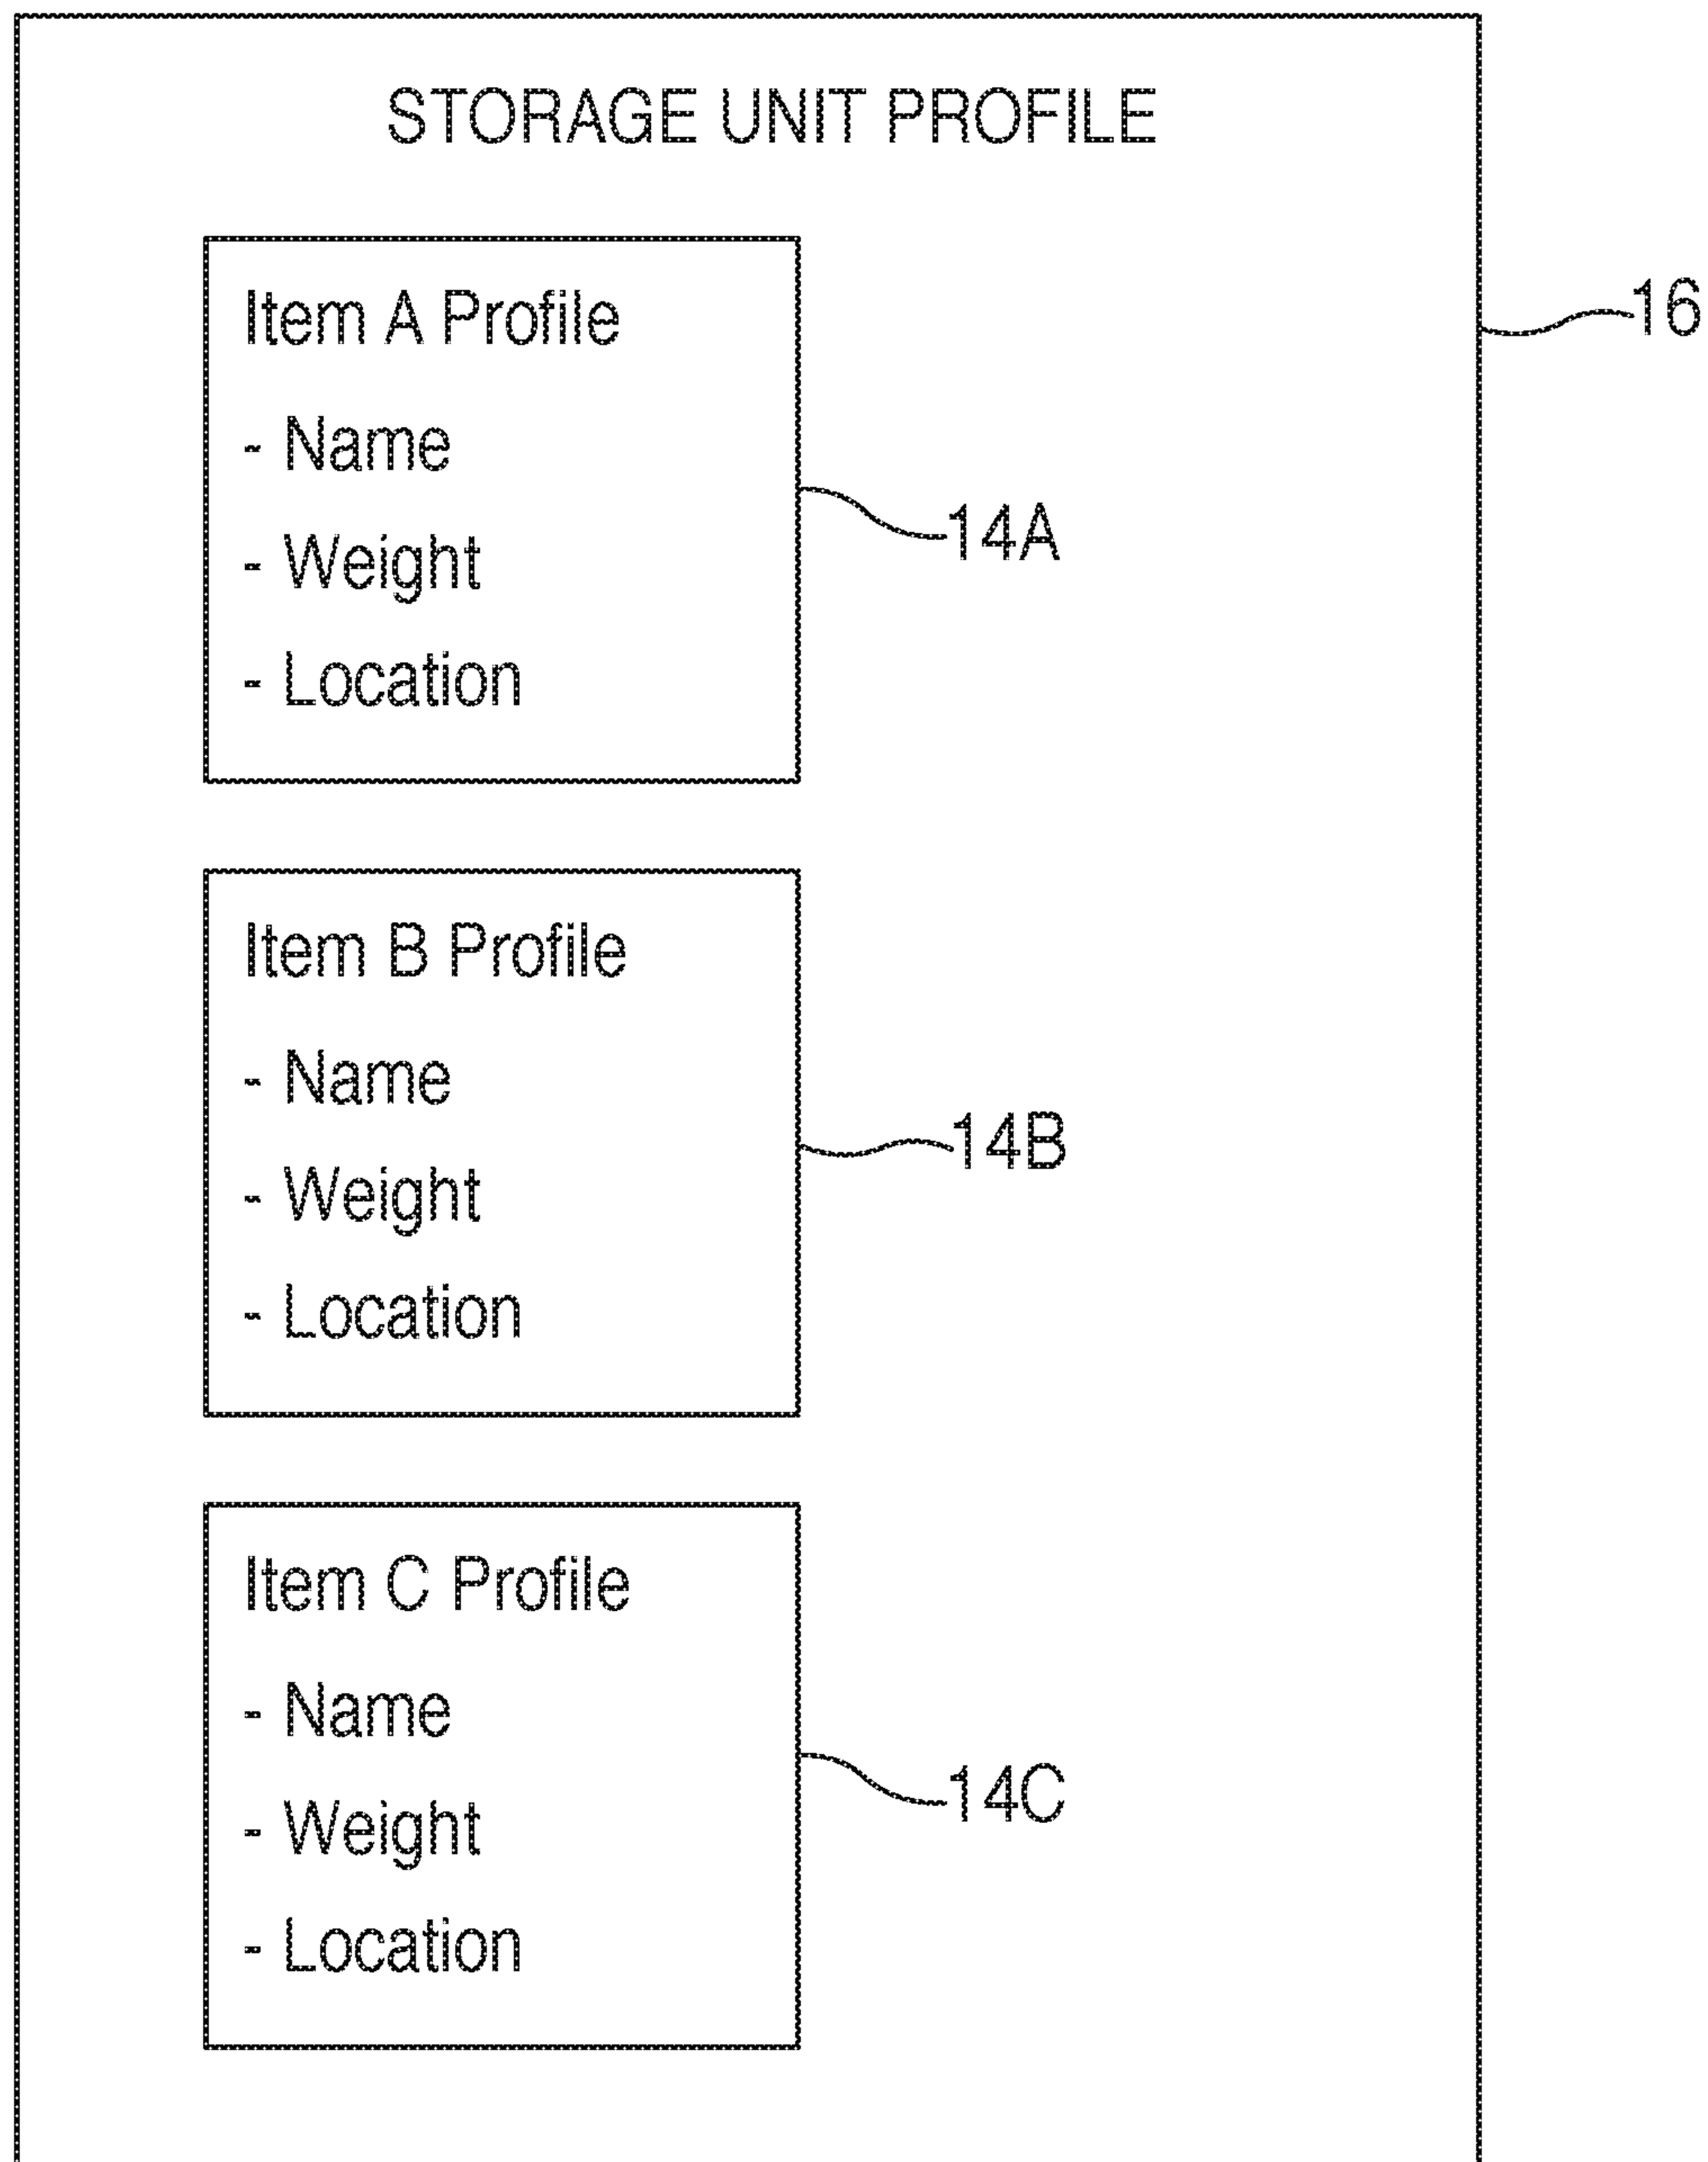 STORAGE UNIT PROFILE
Item A Profile
- Name
- Weight
- Location
14A
16
Item B Profile
- Name
- Weight
- Location
14B
Item C Profile
- Name
- Weight
- Location
14C